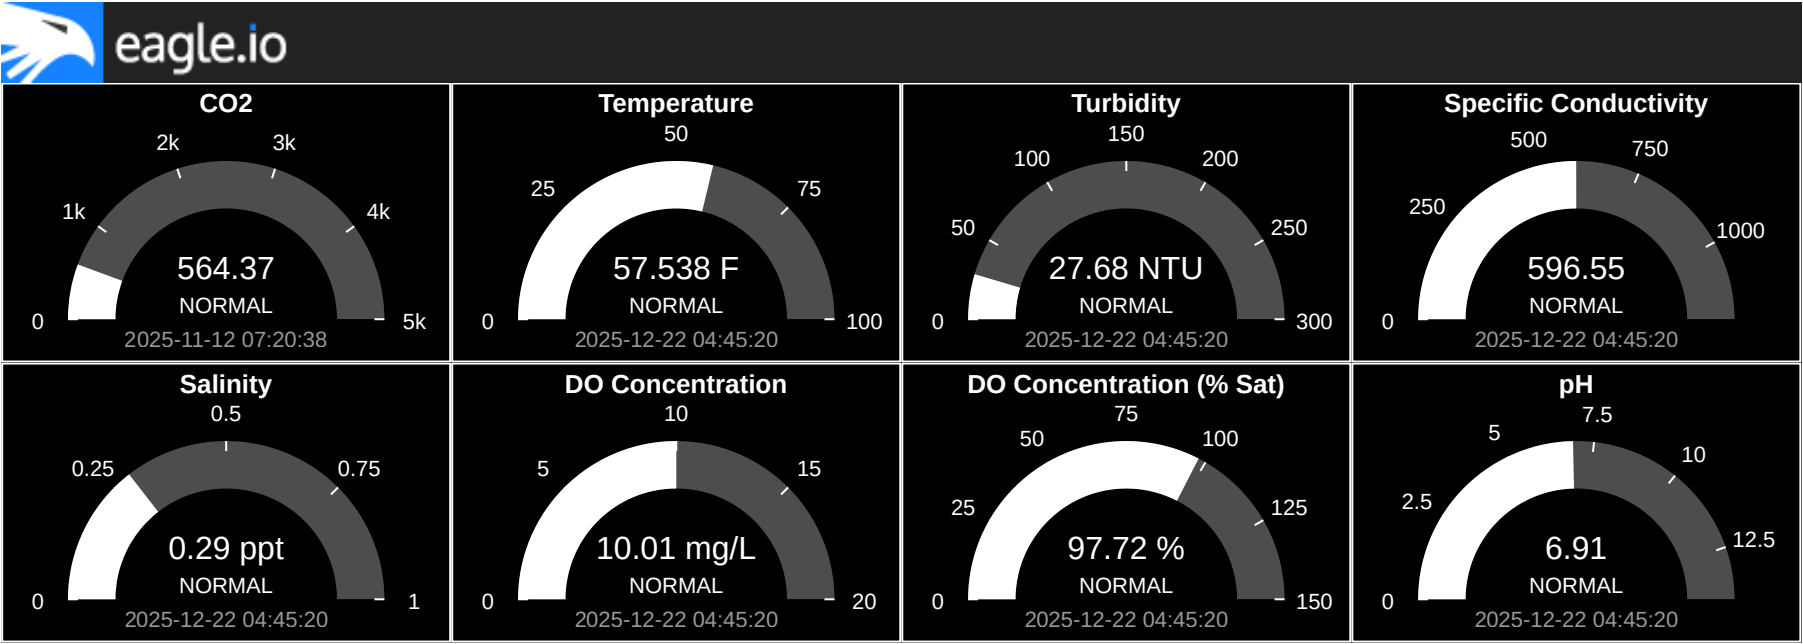 eagle.io
CO2
0
1k
2k
3k
4k
5k
564.37
NORMAL
2025-11-12 07:20:38
Temperature
0
25
50
75
100
57.538 F
NORMAL
2025-12-22 04:45:20
Turbidity
0
50
100
150
200
250
300
27.68 NTU
NORMAL
2025-12-22 04:45:20
Specific Conductivity
0
250
500
750
1000
596.55
NORMAL
2025-12-22 04:45:20
Salinity
0
0.25
0.5
0.75
1
0.29 ppt
NORMAL
2025-12-22 04:45:20
DO Concentration
0
5
10
15
20
10.01 mg/L
NORMAL
2025-12-22 04:45:20
DO Concentration (% Sat)
0
25
50
75
100
125
150
97.72 %
NORMAL
2025-12-22 04:45:20
pH
0
2.5
5
7.5
10
12.5
6.91
NORMAL
2025-12-22 04:45:20